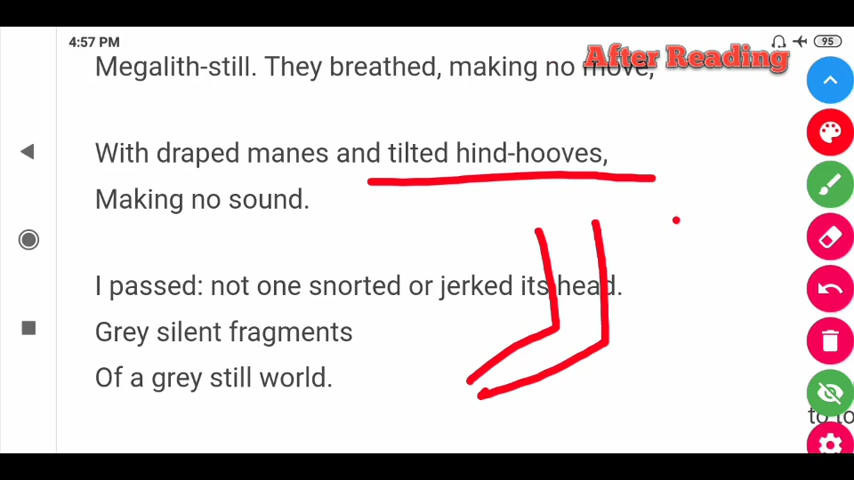 4:57 PM
95
After Reading
Megalith-still. They breathed, making no move,
With draped manes and tilted hind-hooves,
Making no sound.
I passed: not one snorted or jerked its head.
Grey silent fragments
Of a grey still world.